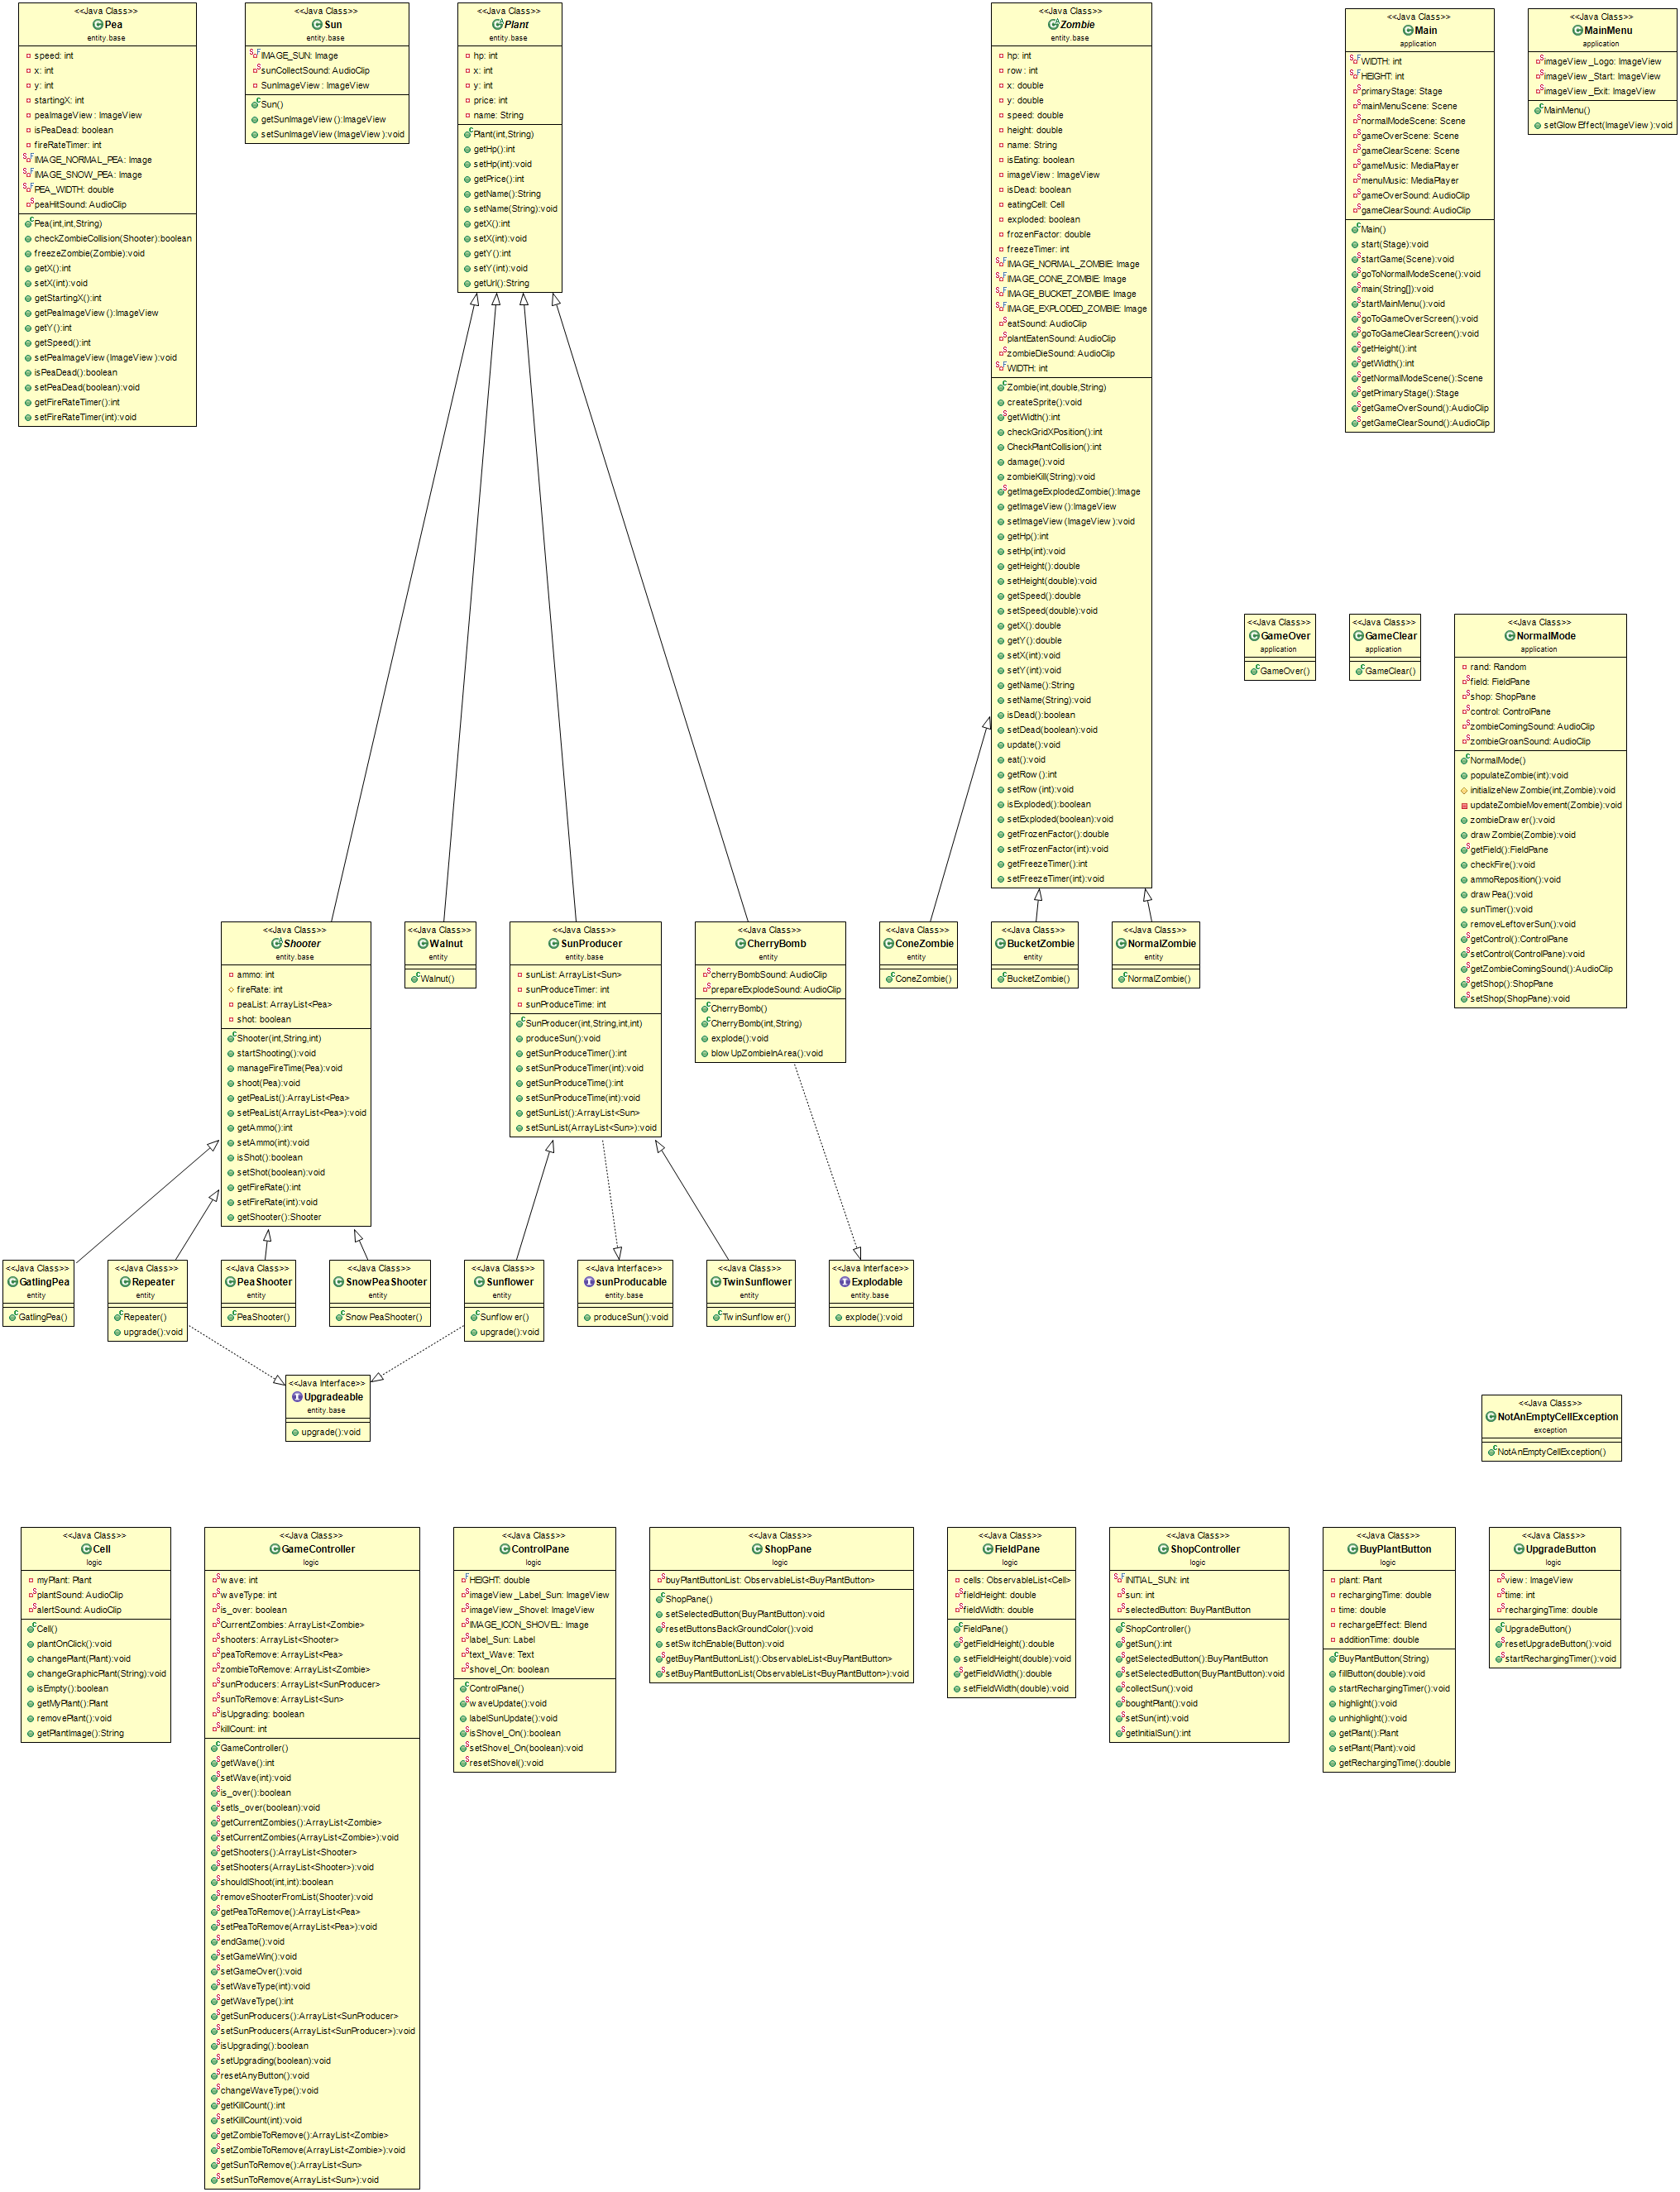 <<Java Class>>
Pea
entity.base
speed: int
x: int
y: int
startingX: int
peaImageView: ImageView
isPeaDead: boolean
fireRateTimer: int
IMAGE_NORMAL_PEA: Image
IMAGE_SNOW_PEA: Image
PEA_WIDTH: double
peaHitSound: AudioClip
Pea(int,int,String)
checkZombieCollision(Shooter):boolean
freezeZombie(Zombie):void
getX():int
setX(int):void
getStartingX():int
getPeaImageView():ImageView
getY():int
getSpeed():int
setPeaImageView(ImageView):void
isPeaDead():boolean
setPeaDead(boolean):void
getFireRateTimer():int
setFireRateTimer(int):void
<<Java Class>>
Sun
entity.base
IMAGE_SUN: Image
sunCollectSound: AudioClip
SunImageView: ImageView
Sun()
getSunImageView():ImageView
setSunImageView(ImageView):void
<<Java Class>>
Plant
entity.base
hp: int
x: int
y: int
price: int
name: String
Plant(int,String)
getHp():int
setHp(int):void
getPrice():int
getName():String
setName(String):void
getX():int
setX(int):void
getY():int
setY(int):void
getUrl():String
<<Java Class>>
Zombie
entity.base
hp: int
row: int
x: double
y: double
speed: double
height: double
name: String
isEating: boolean
imageView: ImageView
isDead: boolean
eatingCell: Cell
exploded: boolean
frozenFactor: double
freezeTimer: int
IMAGE_NORMAL_ZOMBIE: Image
IMAGE_CONE_ZOMBIE: Image
IMAGE_BUCKET_ZOMBIE: Image
IMAGE_EXPLODED_ZOMBIE: Image
eatSound: AudioClip
plantEatenSound: AudioClip
zombieDieSound: AudioClip
WIDTH: int
Zombie(int,double,String)
createSprite():void
getWidth():int
checkGridXPosition():int
CheckPlantCollision():int
damage():void
zombieKill(String):void
getImageExplodedZombie():Image
getImageView():ImageView
setImageView(ImageView):void
getHp():int
setHp(int):void
getHeight():double
setHeight(double):void
getSpeed():double
setSpeed(double):void
getX():double
getY():double
setX(int):void
setY(int):void
getName():String
setName(String):void
isDead():boolean
setDead(boolean):void
update():void
eat():void
getRow():int
setRow(int):void
isExploded():boolean
setExploded(boolean):void
getFrozenFactor():double
setFrozenFactor(int):void
getFreezeTimer():int
setFreezeTimer(int):void
<<Java Class>>
Main
application
WIDTH: int
HEIGHT: int
primaryStage: Stage
mainMenuScene: Scene
normalModeScene: Scene
gameOverScene: Scene
gameClearScene: Scene
gameMusic: MediaPlayer
menuMusic: MediaPlayer
gameOverSound: AudioClip
gameClearSound: AudioClip
Main()
start(Stage):void
startGame(Scene):void
goToNormalModeScene():void
main(String[]):void
startMainMenu():void
goToGameOverScreen():void
goToGameClearScreen():void
getHeight():int
getWidth():int
getNormalModeScene():Scene
getPrimaryStage():Stage
getGameOverSound():AudioClip
getGameClearSound():AudioClip
<<Java Class>>
MainMenu
application
imageView_Logo: ImageView
imageView_Start: ImageView
imageView_Exit: ImageView
MainMenu()
setGlowEffect(ImageView):void
<<Java Class>>
GameOver
application
GameOver()
<<Java Class>>
GameClear
application
GameClear()
<<Java Class>>
NormalMode
application
rand: Random
field: FieldPane
shop: ShopPane
control: ControlPane
zombieComingSound: AudioClip
zombieGroanSound: AudioClip
NormalMode()
populateZombie(int):void
initializeNewZombie(int,Zombie):void
updateZombieMovement(Zombie):void
zombieDrawer():void
drawZombie(Zombie):void
getField():FieldPane
checkFire():void
ammoReposition():void
drawPea():void
sunTimer():void
removeLeftoverSun():void
getControl():ControlPane
setControl(ControlPane):void
getZombieComingSound():AudioClip
getShop():ShopPane
setShop(ShopPane):void
<<Java Class>>
Shooter
entity.base
ammo: int
fireRate: int
peaList: ArrayList<Pea>
shot: boolean
Shooter(int,String,int)
startShooting():void
manageFireTime(Pea):void
shoot(Pea):void
getPeaList():ArrayList<Pea>
setPeaList(ArrayList<Pea>):void
getAmmo():int
setAmmo(int):void
isShot():boolean
setShot(boolean):void
getFireRate():int
setFireRate(int):void
getShooter():Shooter
<<Java Class>>
Walnut
entity
Walnut()
<<Java Class>>
SunProducer
entity.base
sunList: ArrayList<Sun>
sunProduceTimer: int
sunProduceTime: int
SunProducer(int,String,int,int)
produceSun():void
getSunProduceTimer():int
setSunProduceTimer(int):void
getSunProduceTime():int
setSunProduceTime(int):void
getSunList():ArrayList<Sun>
setSunList(ArrayList<Sun>):void
<<Java Class>>
CherryBomb
entity
cherryBombSound: AudioClip
prepareExplodeSound: AudioClip
CherryBomb()
CherryBomb(int,String)
explode():void
blowUpZombieInArea():void
<<Java Class>>
ConeZombie
entity
ConeZombie()
<<Java Class>>
BucketZombie
entity
BucketZombie()
<<Java Class>>
NormalZombie
entity
NormalZombie()
<<Java Class>>
GatlingPea
entity
GatlingPea()
<<Java Class>>
Repeater
entity
Repeater()
upgrade():void
<<Java Class>>
PeaShooter
entity
PeaShooter()
<<Java Class>>
SnowPeaShooter
entity
SnowPeaShooter()
<<Java Class>>
Sunflower
entity
Sunflower()
upgrade():void
<<Java Interface>>
sunProducable
entity.base
produceSun():void
<<Java Class>>
TwinSunflower
entity
TwinSunflower()
<<Java Interface>>
Explodable
entity.base
explode():void
<<Java Interface>>
Upgradeable
entity.base
upgrade():void
<<Java Class>>
NotAnEmptyCellException
exception
NotAnEmptyCellException()
<<Java Class>>
Cell
logic
myPlant: Plant
plantSound: AudioClip
alertSound: AudioClip
Cell()
plantOnClick():void
changePlant(Plant):void
changeGraphicPlant(String):void
isEmpty():boolean
getMyPlant():Plant
removePlant():void
getPlantImage():String
<<Java Class>>
GameController
logic
wave: int
waveType: int
is_over: boolean
CurrentZombies: ArrayList<Zombie>
shooters: ArrayList<Shooter>
peaToRemove: ArrayList<Pea>
zombieToRemove: ArrayList<Zombie>
sunProducers: ArrayList<SunProducer>
sunToRemove: ArrayList<Sun>
isUpgrading: boolean
killCount: int
GameController()
getWave():int
setWave(int):void
is_over():boolean
setIs_over(boolean):void
getCurrentZombies():ArrayList<Zombie>
setCurrentZombies(ArrayList<Zombie>):void
getShooters():ArrayList<Shooter>
setShooters(ArrayList<Shooter>):void
shouldIShoot(int,int):boolean
removeShooterFromList(Shooter):void
getPeaToRemove():ArrayList<Pea>
setPeaToRemove(ArrayList<Pea>):void
endGame():void
setGameWin():void
setGameOver():void
setWaveType(int):void
getWaveType():int
getSunProducers():ArrayList<SunProducer>
setSunProducers(ArrayList<SunProducer>):void
isUpgrading():boolean
setUpgrading(boolean):void
resetAnyButton():void
changeWaveType():void
getKillCount():int
setKillCount(int):void
getZombieToRemove():ArrayList<Zombie>
setZombieToRemove(ArrayList<Zombie>):void
getSunToRemove():ArrayList<Sun>
setSunToRemove(ArrayList<Sun>):void
<<Java Class>>
ControlPane
logic
HEIGHT: double
imageView_Label_Sun: ImageView
imageView_Shovel: ImageView
IMAGE_ICON_SHOVEL: Image
label_Sun: Label
text_Wave: Text
shovel_On: boolean
ControlPane()
waveUpdate():void
labelSunUpdate():void
isShovel_On():boolean
setShovel_On(boolean):void
resetShovel():void
<<Java Class>>
ShopPane
logic
buyPlantButtonList: ObservableList<BuyPlantButton>
ShopPane()
setSelectedButton(BuyPlantButton):void
resetButtonsBackGroundColor():void
setSwitchEnable(Button):void
getBuyPlantButtonList():ObservableList<BuyPlantButton>
setBuyPlantButtonList(ObservableList<BuyPlantButton>):void
<<Java Class>>
FieldPane
logic
cells: ObservableList<Cell>
fieldHeight: double
fieldWidth: double
FieldPane()
getFieldHeight():double
setFieldHeight(double):void
getFieldWidth():double
setFieldWidth(double):void
<<Java Class>>
ShopController
logic
INITIAL_SUN: int
sun: int
selectedButton: BuyPlantButton
ShopController()
getSun():int
getSelectedButton():BuyPlantButton
setSelectedButton(BuyPlantButton):void
collectSun():void
boughtPlant():void
setSun(int):void
getInitialSun():int
<<Java Class>>
BuyPlantButton
logic
plant: Plant
rechargingTime: double
time: double
rechargeEffect: Blend
additionTime: double
BuyPlantButton(String)
fillButton(double):void
startRechargingTimer():void
highlight():void
unhighlight():void
getPlant():Plant
setPlant(Plant):void
getRechargingTime():double
<<Java Class>>
UpgradeButton
logic
view: ImageView
time: int
rechargingTime: double
UpgradeButton()
resetUpgradeButton():void
startRechargingTimer():void